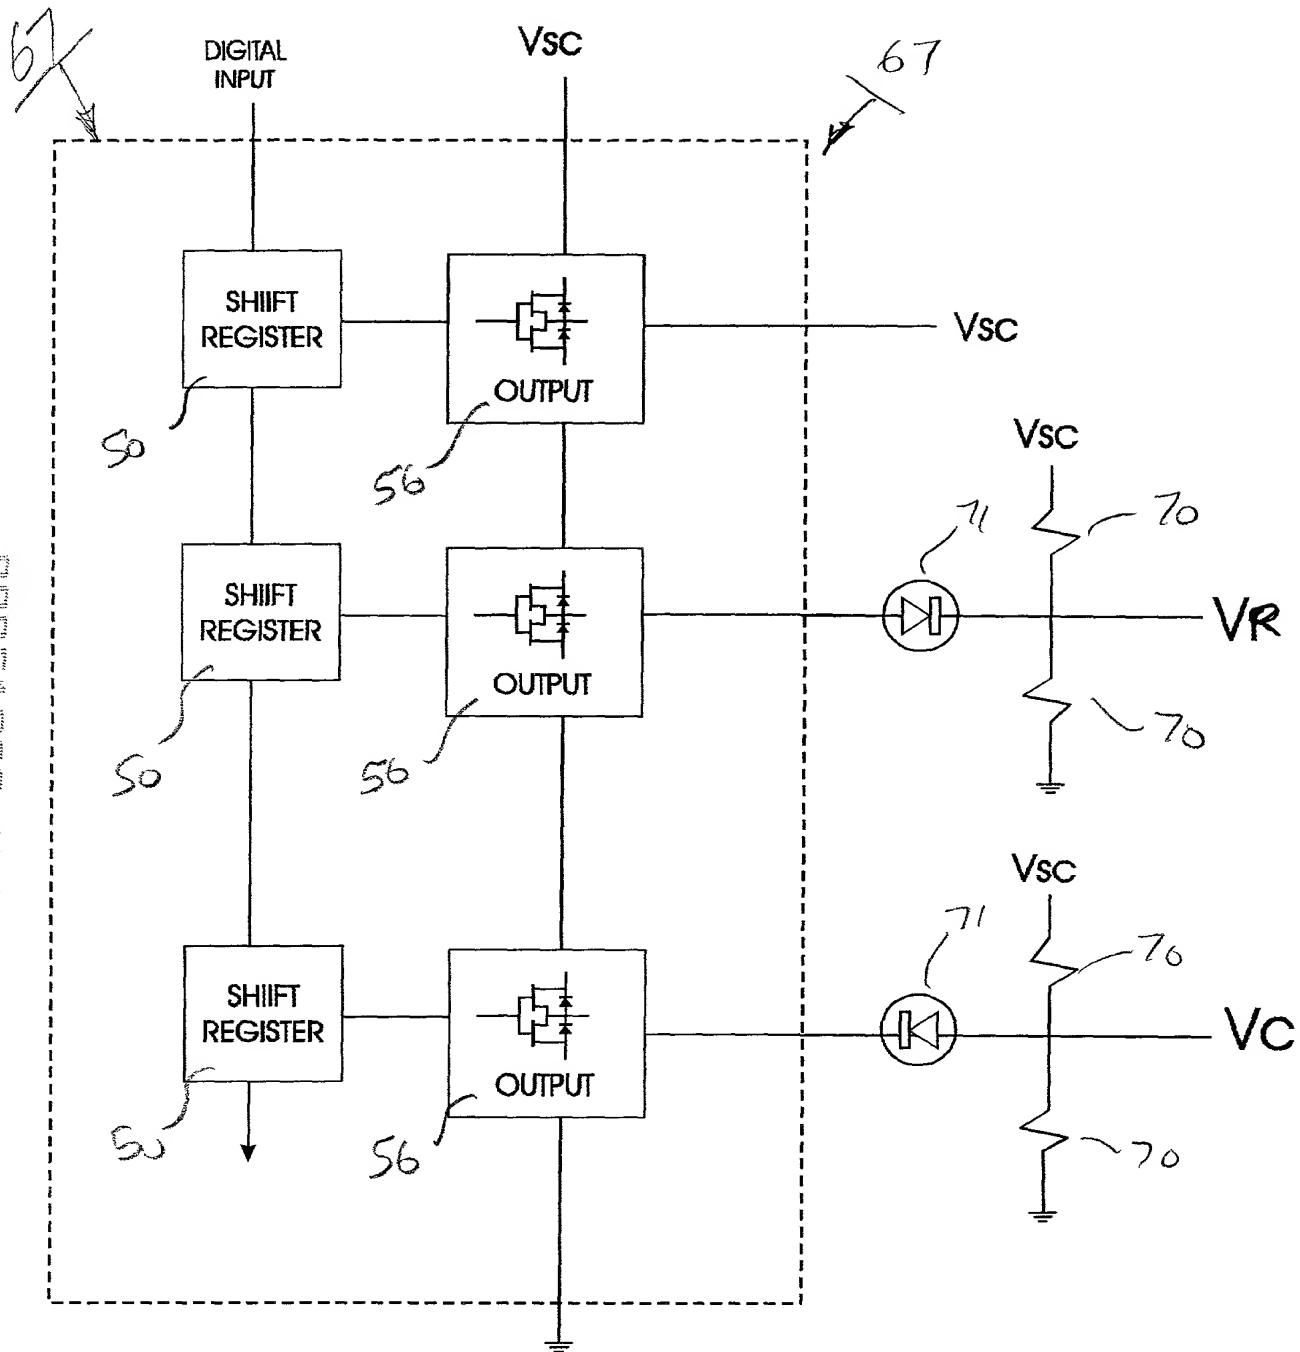 67
DIGITAL
INPUT
VSC
67
SHIIFT
REGISTER
OUTPUT
VSC
50
56
VSC
70
71
SHIIFT
REGISTER
OUTPUT
VR
50
56
70
VSC
71
70
SHIIFT
REGISTER
OUTPUT
VC
50
56
70